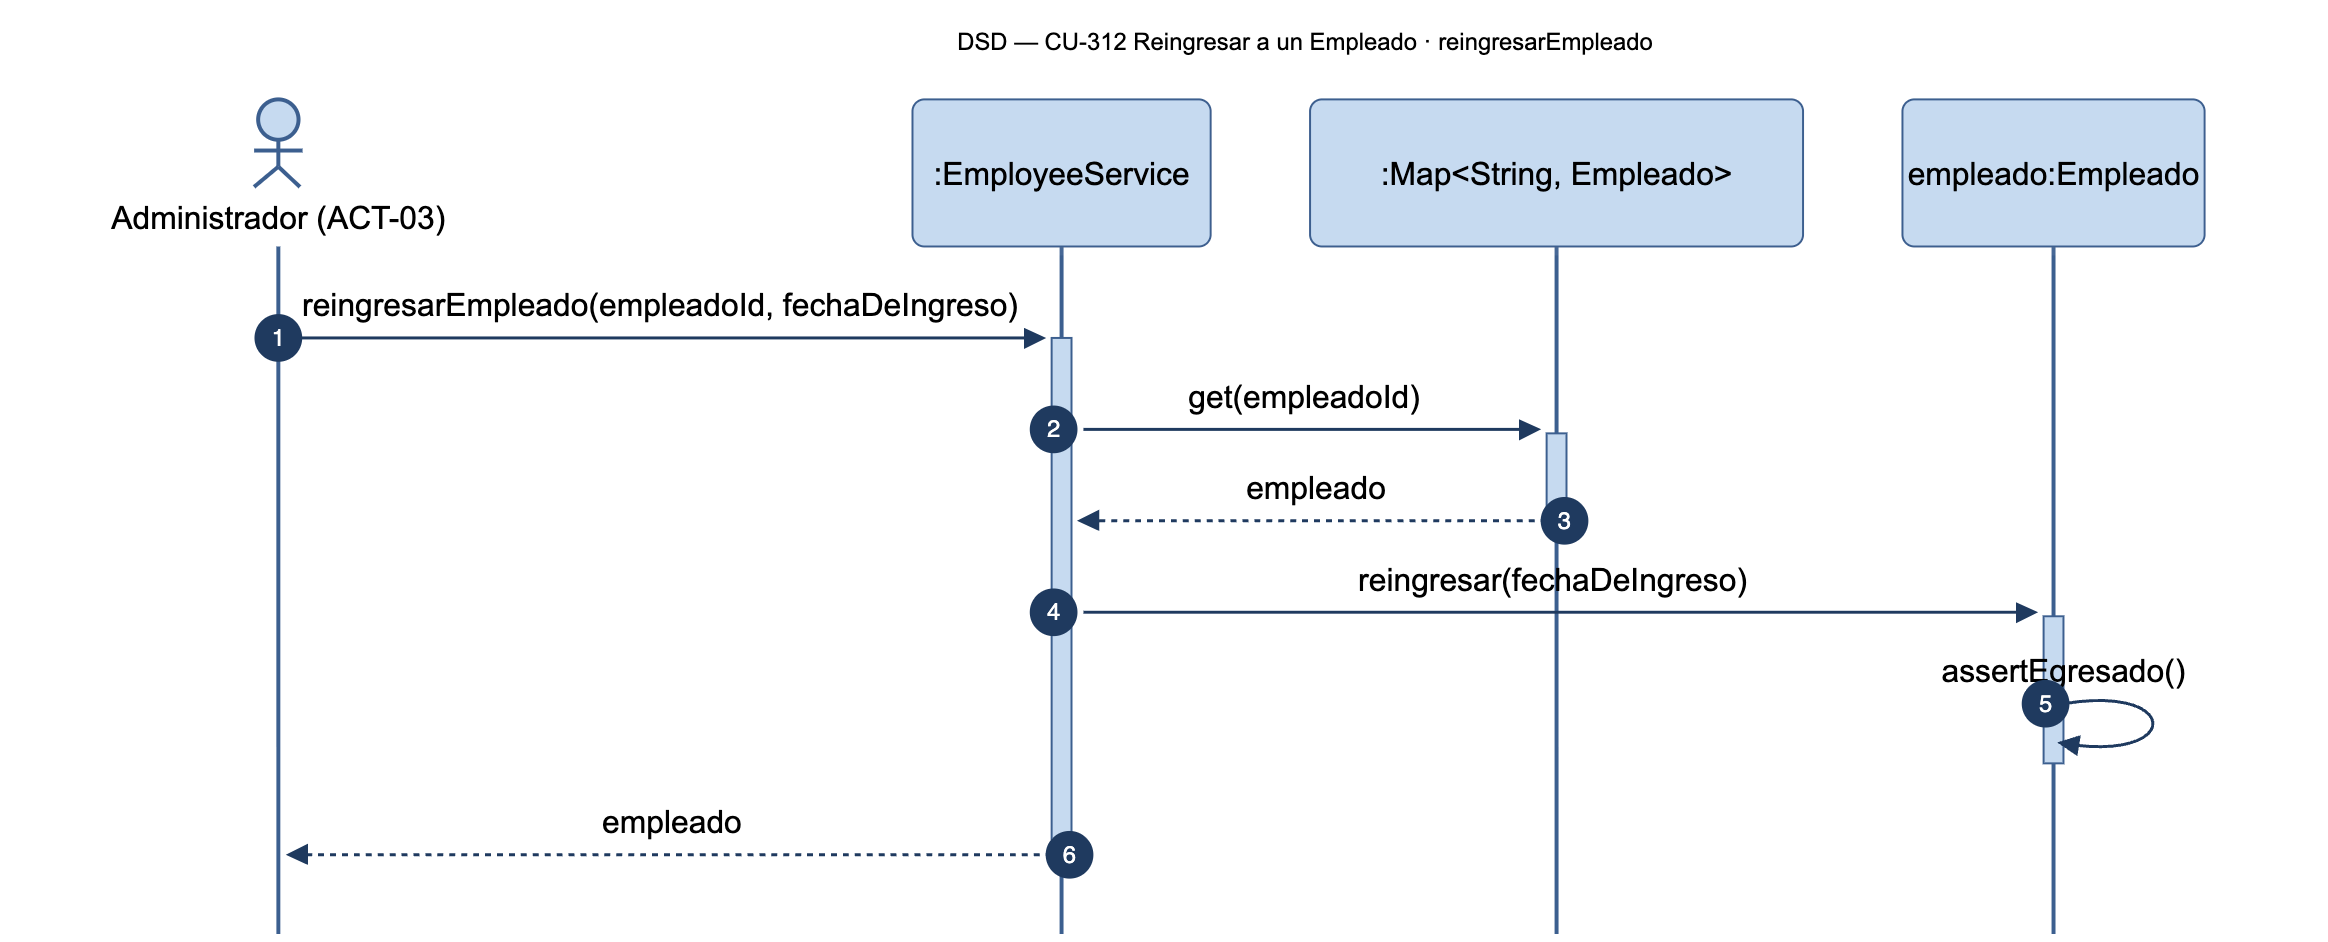 DSD — CU-312 Reingresar a un Empleado · reingresarEmpleado
Administrador (ACT-03)
:EmployeeService
:Map<String, Empleado>
empleado:Empleado
reingresarEmpleado(empleadoId, fechaDeIngreso)
1
get(empleadoId)
2
empleado
3
reingresar(fechaDeIngreso)
4
assertEgresado()
5
empleado
6